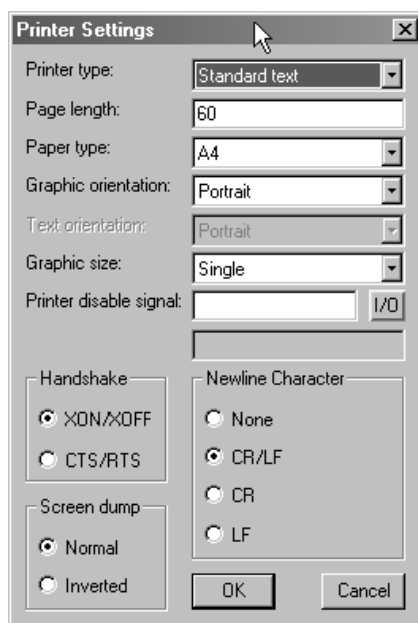 Printer Settings
Printer type: Standard text
Page length: 60
Paper type: A4
Graphic orientation: Portrait
Text orientation: Portrait
Graphic size: Single
Printer disable signal: I/O
Handshake
XON/XOFF
CTS/RTS
Newline Character
None
CR/LF
CR
LF
Screen dump
Normal
Inverted
OK Cancel